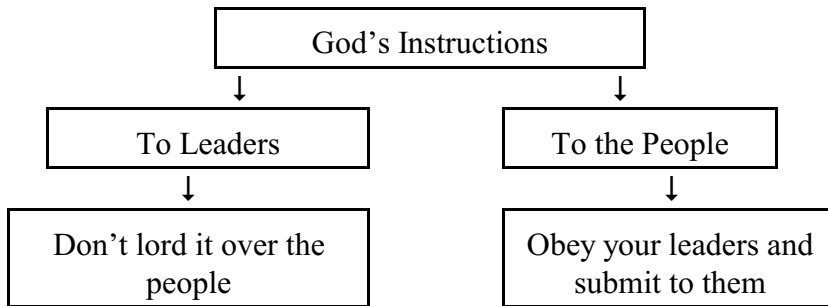 God’s Instructions
↓
↓
To Leaders
To the People
↓
↓
Don’t lord it over the
people
Obey your leaders and
submit to them